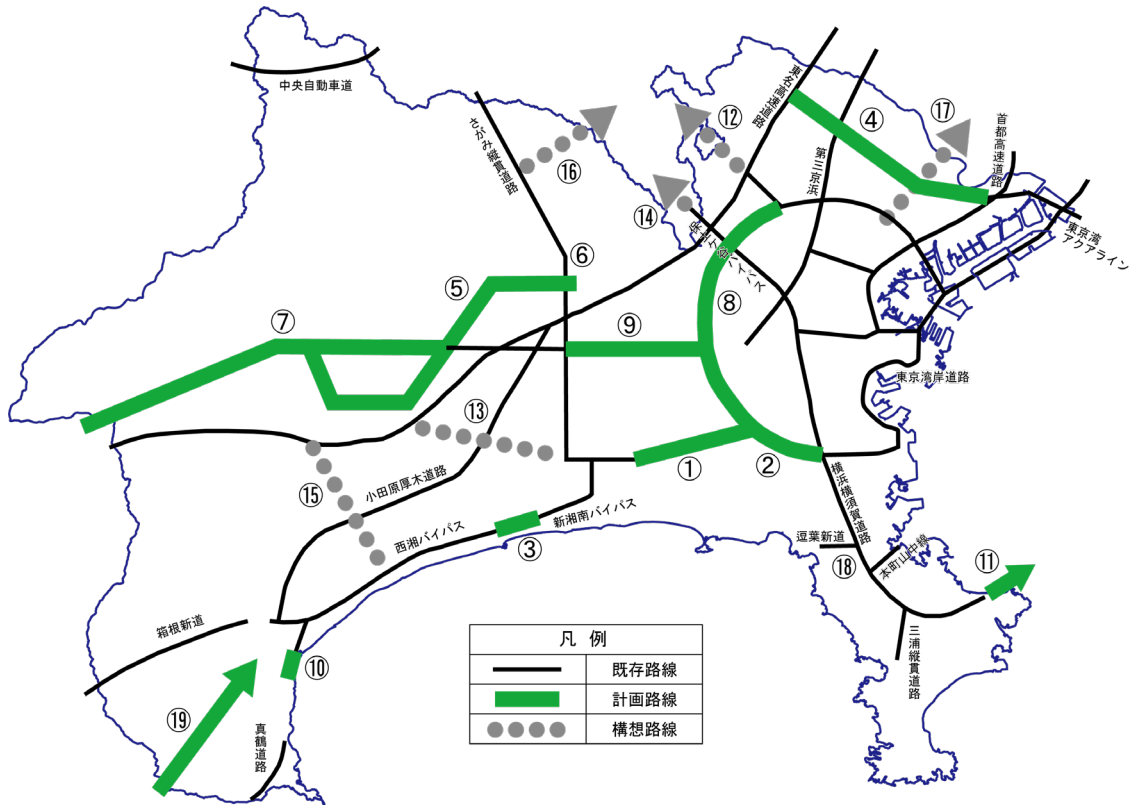 中央自動車道
さがみ縦貫道路
⑯
⑫
東名高速道路
④
⑰
首都高速道路
第三京浜
⑭
保土ケ谷バイパス
東京湾
アクアライン
⑥
⑤
⑧
⑦
⑨
東京湾岸道路
⑬
①
②
⑮
小田原厚木道路
横浜横須賀道路
西湘バイパス
新湘南バイパス
③
逗葉新道
⑱
本町山中線
⑪
箱根新道
三浦縦貫道路
⑩
⑲
真鶴道路
凡 例
既存路線
計画路線
構想路線